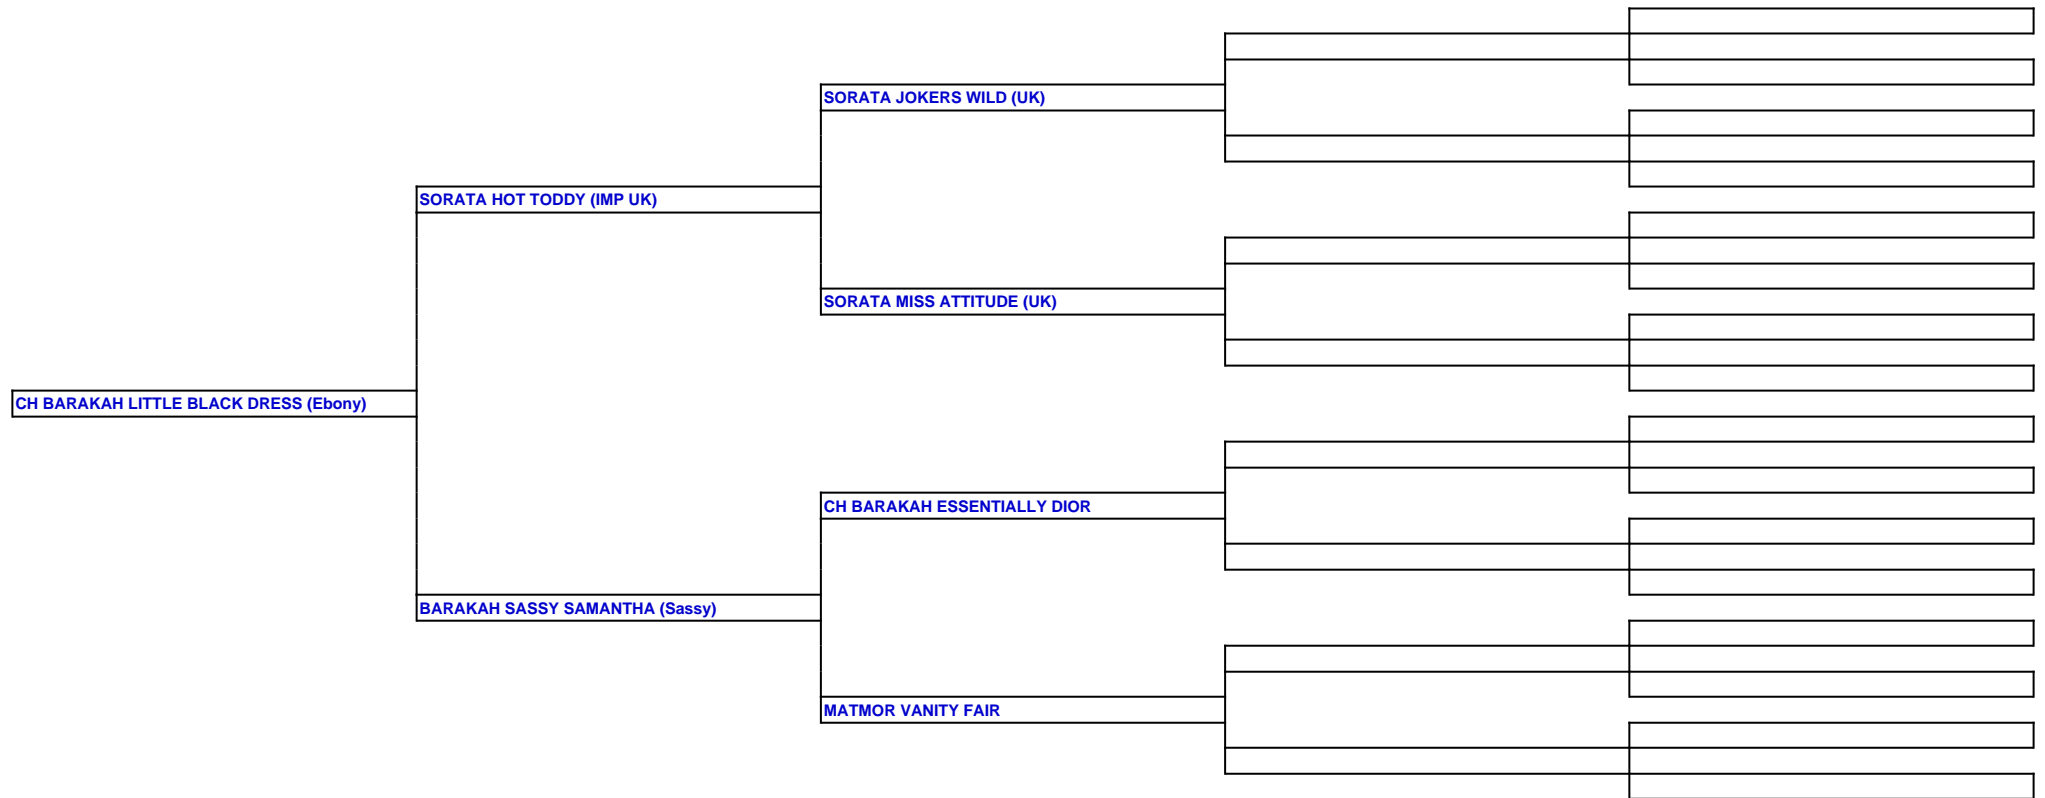 SORATA JOKERS WILD (UK)
SORATA HOT TODDY (IMP UK)
SORATA MISS ATTITUDE (UK)
CH BARAKAH LITTLE BLACK DRESS (Ebony)
CH BARAKAH ESSENTIALLY DIOR
BARAKAH SASSY SAMANTHA (Sassy)
MATMOR VANITY FAIR